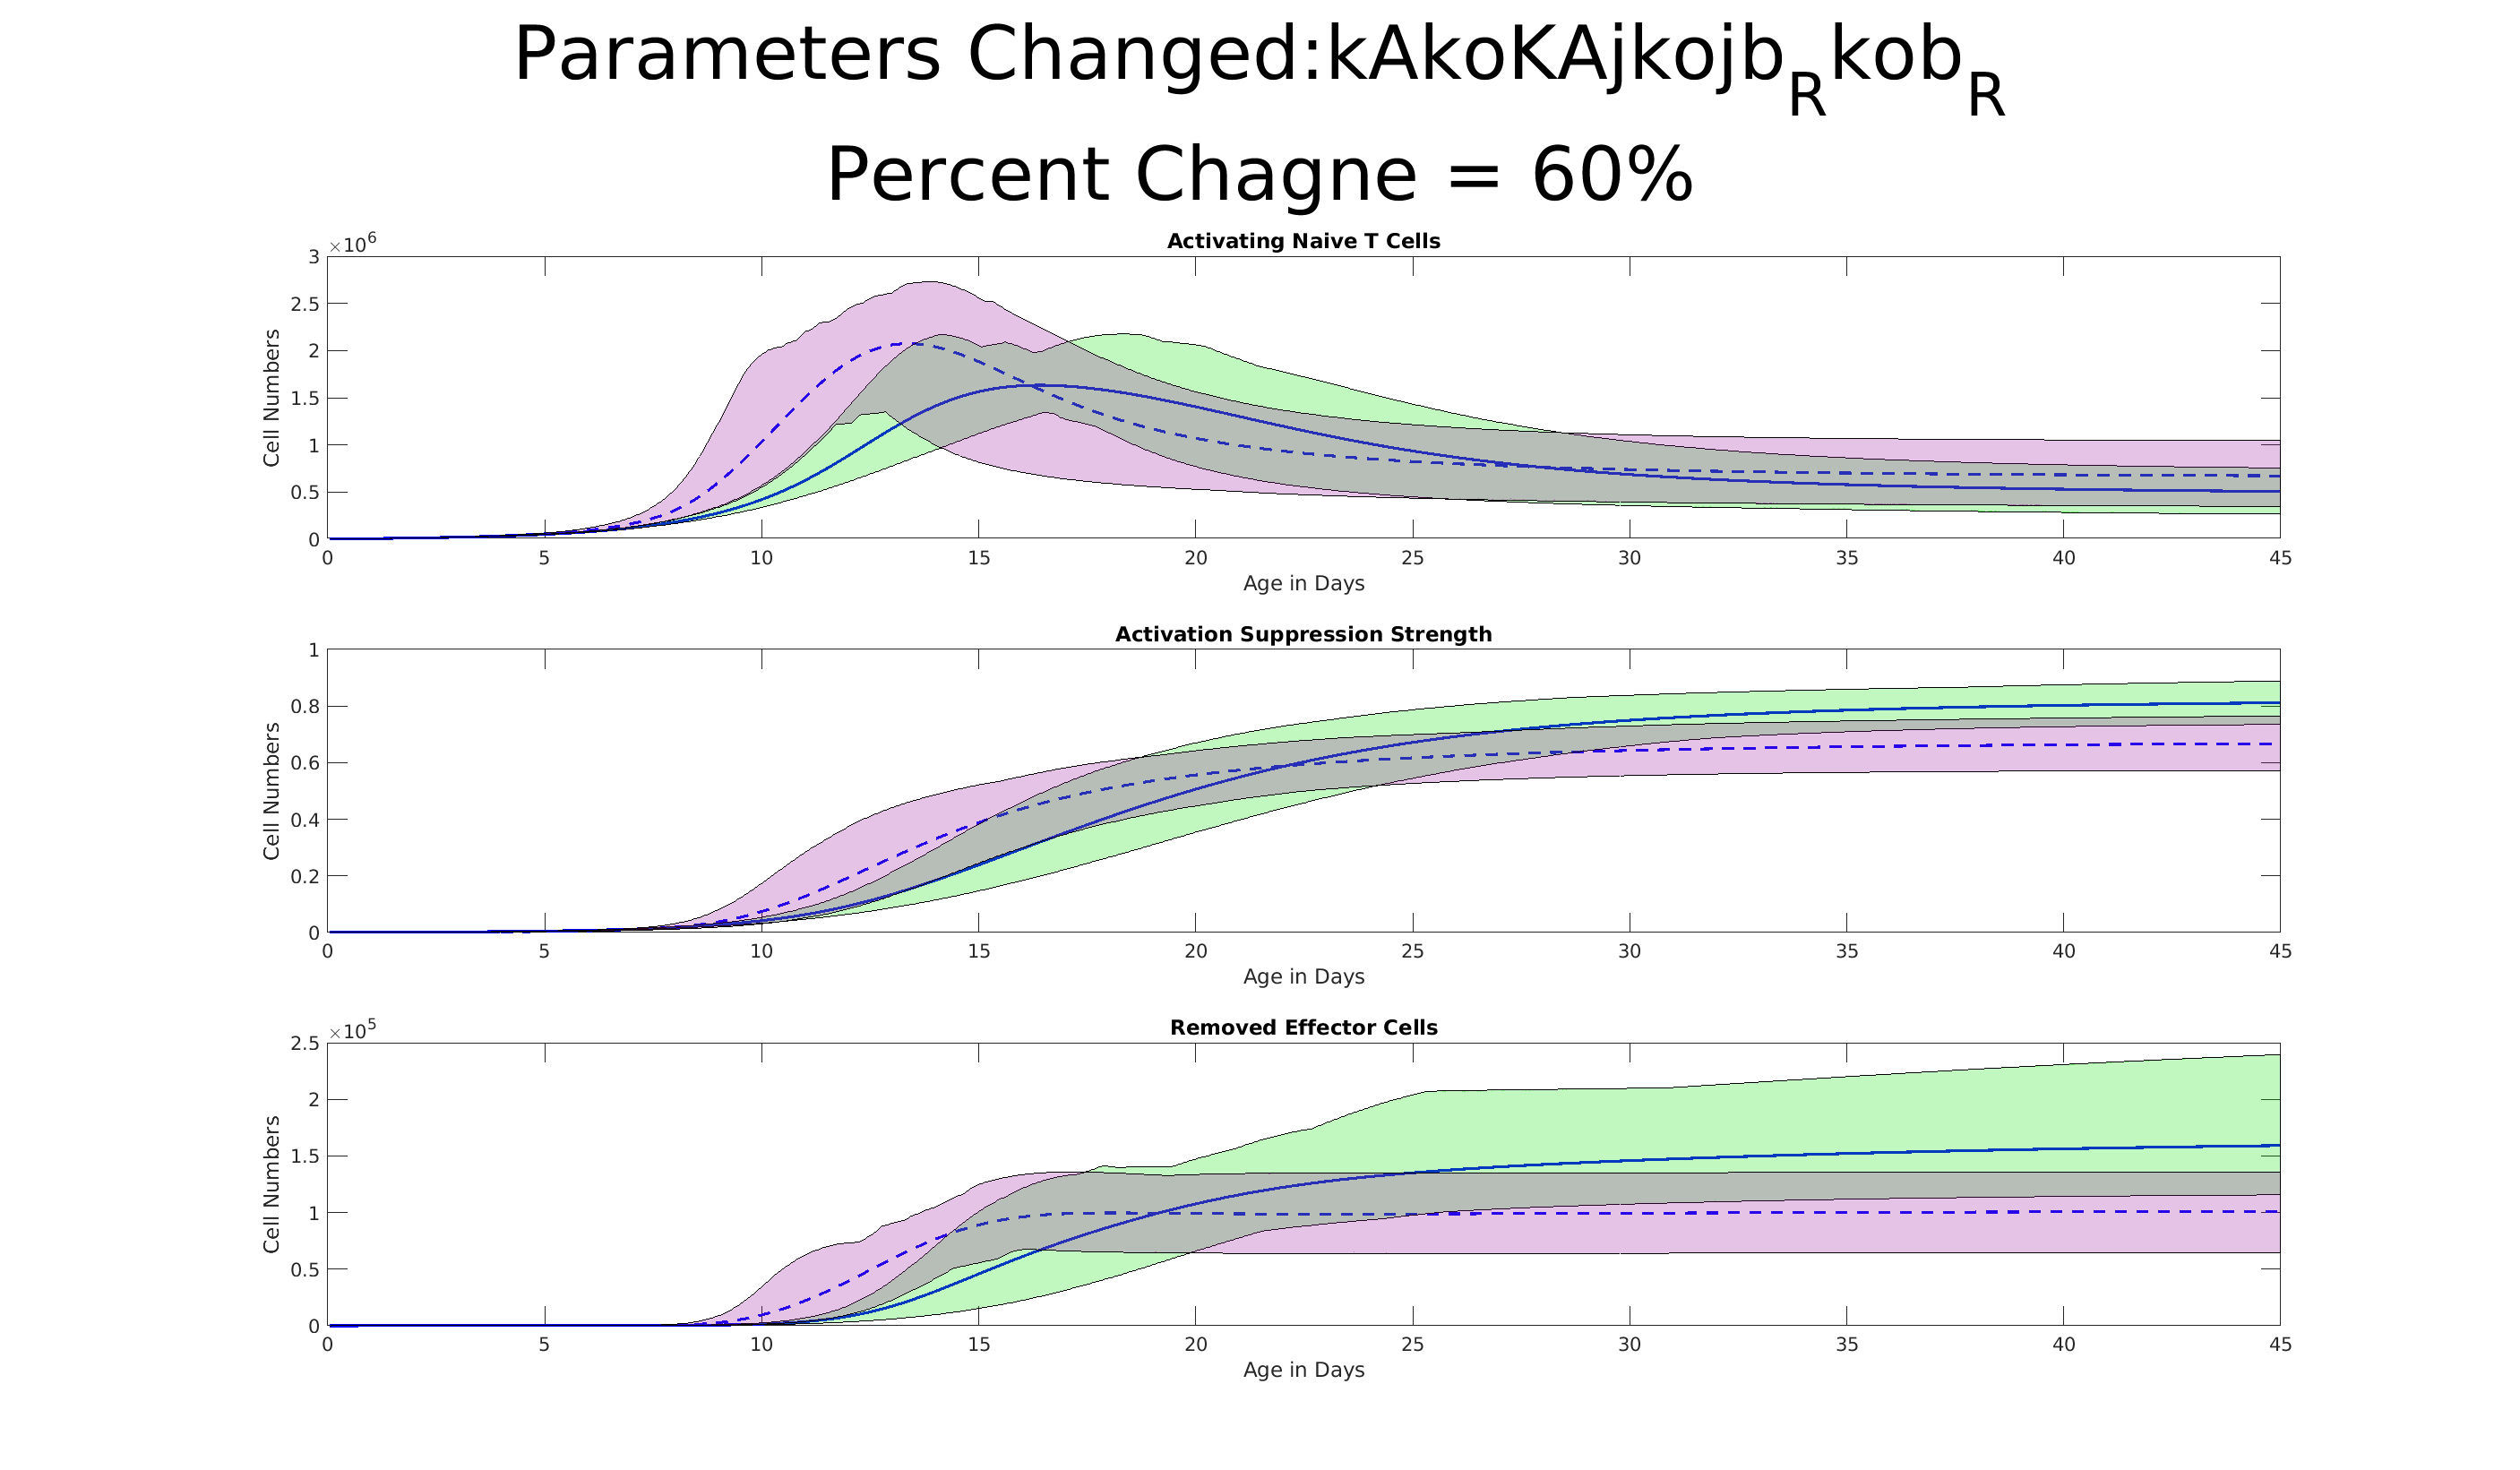 Parameters Changed:kAkoKAjkojb_Rkob_R
Percent Chagne = 60%
Activating Naive T Cells
×10^6
3
2.5
2
1.5
1
0.5
0
Cell Numbers
0 5 10 15 20 25 30 35 40 45
Age in Days
Activation Suppression Strength
1
0.8
0.6
0.4
0.2
0
Cell Numbers
0 5 10 15 20 25 30 35 40 45
Age in Days
Removed Effector Cells
×10^5
2.5
2
1.5
1
0.5
0
Cell Numbers
0 5 10 15 20 25 30 35 40 45
Age in Days